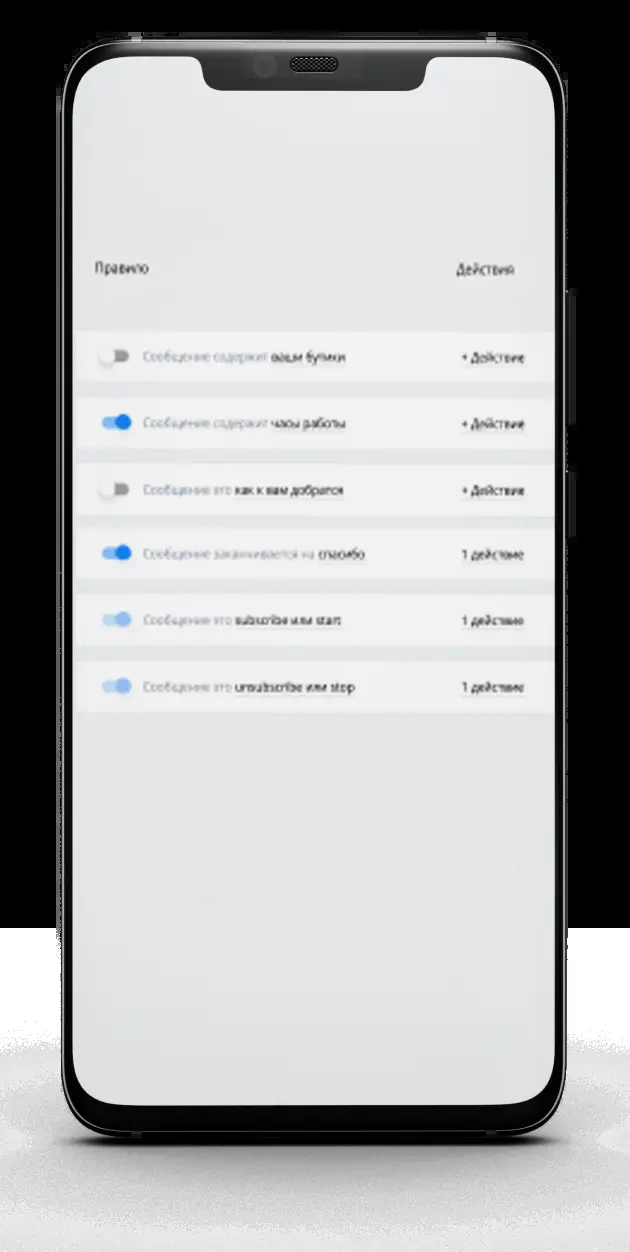 Правило Действия
Сообщение содержит ваши бутики + Действие
Сообщение содержит часы работы + Действие
Сообщение это как к вам добратся + Действие
Сообщение заканчивается на спасибо 1 действие
Сообщение это subscribe или start 1 действие
Сообщение это unsubscribe или stop 1 действие